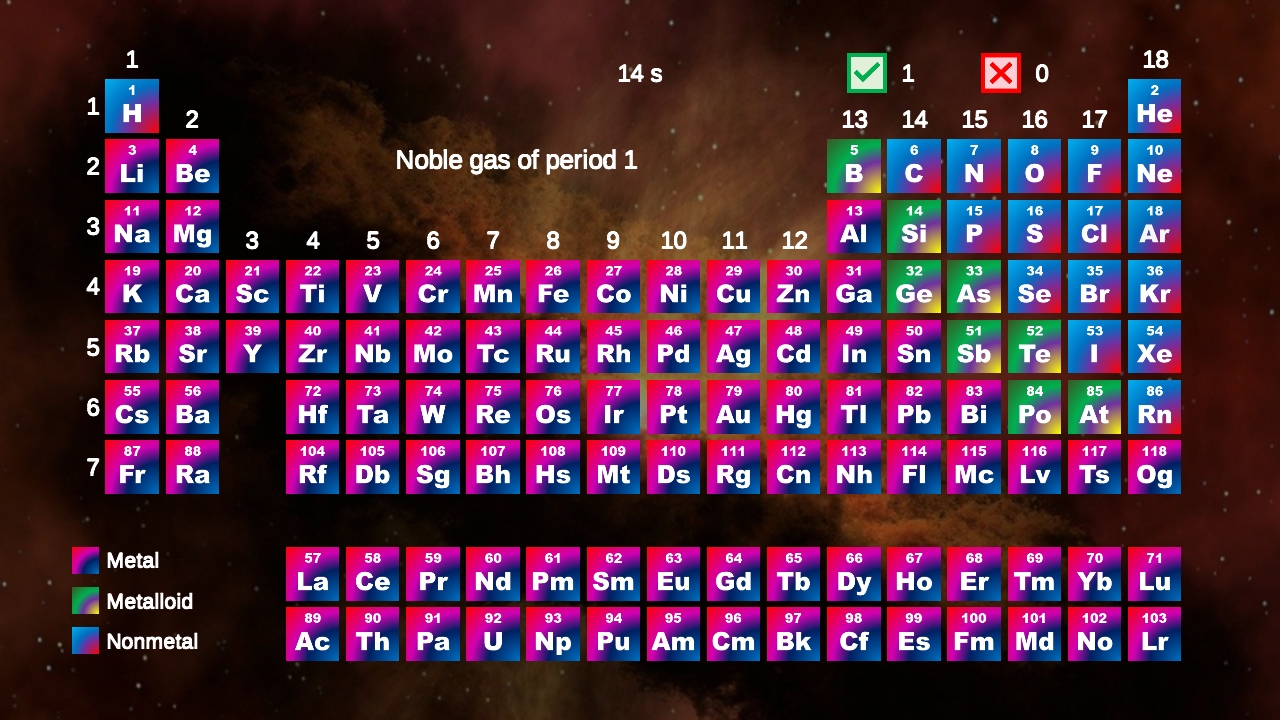 1
14 s
1
0
18
1
1
H
2
2
He
13
14
15
16
17
Noble gas of period 1
2
3
Li
4
Be
5
B
6
C
7
N
8
O
9
F
10
Ne
3
11
Na
12
Mg
3
4
5
6
7
8
9
10
11
12
13
Al
14
Si
15
P
16
S
17
Cl
18
Ar
4
19
K
20
Ca
21
Sc
22
Ti
23
V
24
Cr
25
Mn
26
Fe
27
Co
28
Ni
29
Cu
30
Zn
31
Ga
32
Ge
33
As
34
Se
35
Br
36
Kr
5
37
Rb
38
Sr
39
Y
40
Zr
41
Nb
42
Mo
43
Tc
44
Ru
45
Rh
46
Pd
47
Ag
48
Cd
49
In
50
Sn
51
Sb
52
Te
53
I
54
Xe
6
55
Cs
56
Ba
72
Hf
73
Ta
74
W
75
Re
76
Os
77
Ir
78
Pt
79
Au
80
Hg
81
Tl
82
Pb
83
Bi
84
Po
85
At
86
Rn
7
87
Fr
88
Ra
104
Rf
105
Db
106
Sg
107
Bh
108
Hs
109
Mt
110
Ds
111
Rg
112
Cn
113
Nh
114
Fl
115
Mc
116
Lv
117
Ts
118
Og
Metal
57
La
58
Ce
59
Pr
60
Nd
61
Pm
62
Sm
63
Eu
64
Gd
65
Tb
66
Dy
67
Ho
68
Er
69
Tm
70
Yb
71
Lu
Metalloid
Nonmetal
89
Ac
90
Th
91
Pa
92
U
93
Np
94
Pu
95
Am
96
Cm
97
Bk
98
Cf
99
Es
100
Fm
101
Md
102
No
103
Lr